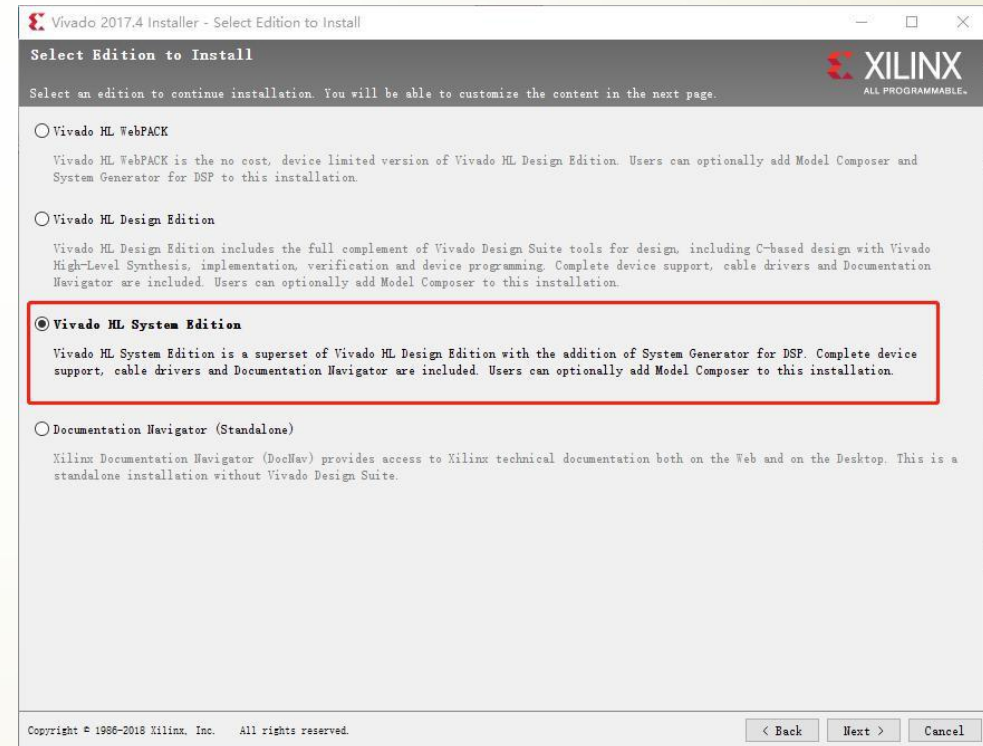 Vivado 2017.4 Installer - Select Edition to Install
Select Edition to Install
XILINX
ALL PROGRAMMABLE™
Select an edition to continue installation. You will be able to customize the content in the next page.
Vivado HL WebPACK
Vivado HL WebPACK is the no cost, device limited version of Vivado HL Design Edition. Users can optionally add Model Composer and
System Generator for DSP to this installation.
Vivado HL Design Edition
Vivado HL Design Edition includes the full complement of Vivado Design Suite tools for design, including C-based design with Vivado
High-Level Synthesis, implementation, verification and device programming. Complete device support, cable drivers and Documentation
Navigator are included. Users can optionally add Model Composer to this installation.
Vivado HL System Edition
Vivado HL System Edition is a superset of Vivado HL Design Edition with the addition of System Generator for DSP. Complete device
support, cable drivers and Documentation Navigator are included. Users can optionally add Model Composer to this installation.
Documentation Navigator (Standalone)
Xilinx Documentation Navigator (DocNav) provides access to Xilinx technical documentation both on the Web and on the Desktop. This is a
standalone installation without Vivado Design Suite.
Copyright © 1986-2018 Xilinx, Inc. All rights reserved.
< Back
Next >
Cancel